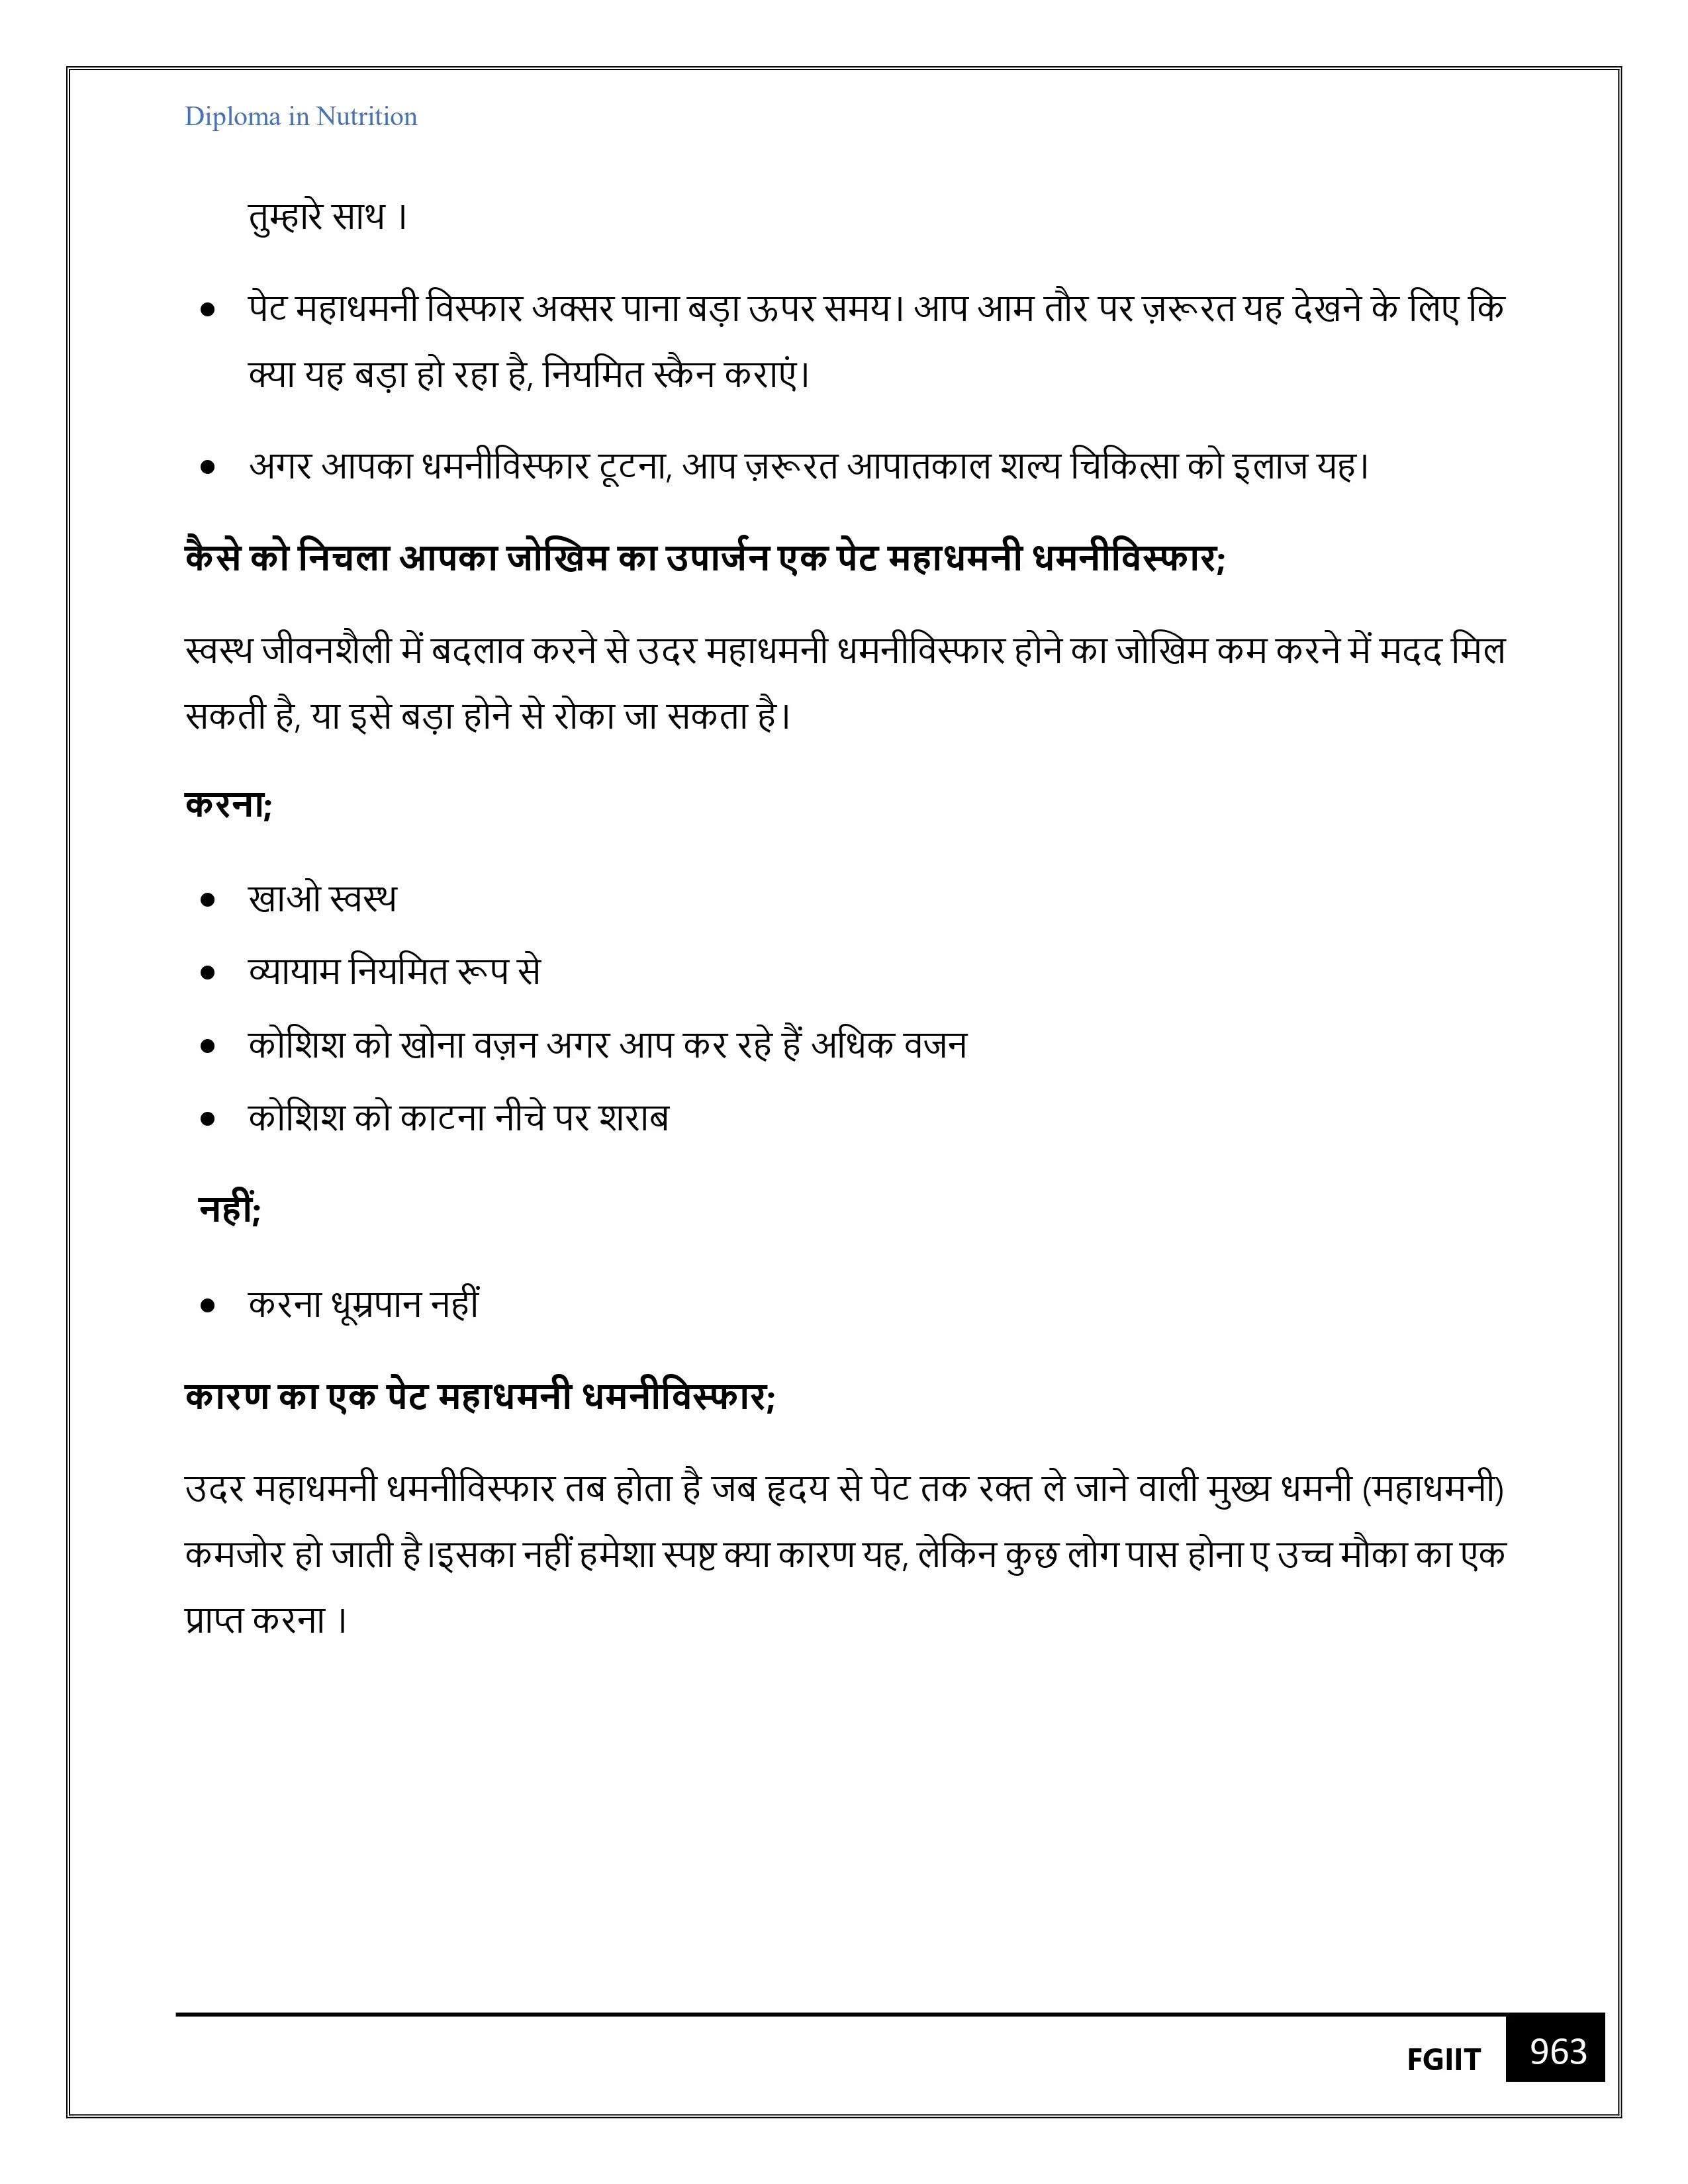 Diploma in Nutrition
तुम्हारे साथ ।
• पेट महाधमनी विस्फार अक्सर पाना बड़ा ऊपर समय। आप आम तौर पर ज़रूरत यह देखने के लिए कि
क्या यह बड़ा हो रहा है, नियमित स्कैन कराएं।
• अगर आपका धमनीविस्फार टूटना, आप ज़रूरत आपातकाल शल्य चिकित्सा को इलाज यह।
कैसे को निचला आपका जोखिम का उपार्जन एक पेट महाधमनी धमनीविस्फार;
स्वस्थ जीवनशैली में बदलाव करने से उदर महाधमनी धमनीविस्फार होने का जोखिम कम करने में मदद मिल
सकती है, या इसे बड़ा होने से रोका जा सकता है।
करना;
• खाओ स्वस्थ
• व्यायाम नियमित रूप से
• कोशिश को खोना वज़न अगर आप कर रहे हैं अधिक वजन
• कोशिश को काटना नीचे पर शराब
नहीं;
• करना धूम्रपान नहीं
कारण का एक पेट महाधमनी धमनीविस्फार;
उदर महाधमनी धमनीविस्फार तब होता है जब हृदय से पेट तक रक्त ले जाने वाली मुख्य धमनी (महाधमनी)
कमजोर हो जाती है।इसका नहीं हमेशा स्पष्ट क्या कारण यह, लेकिन कुछ लोग पास होना ए उच्च मौका का एक
प्राप्त करना ।
FGIIT 963